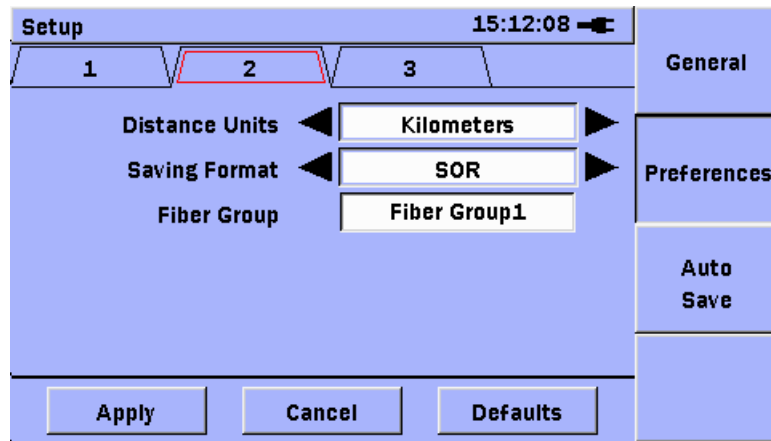 Setup 15:12:08
1 2 3
Distance Units Kilometers
Saving Format SOR
Fiber Group Fiber Group1
Apply Cancel Defaults
General
Preferences
Auto
Save